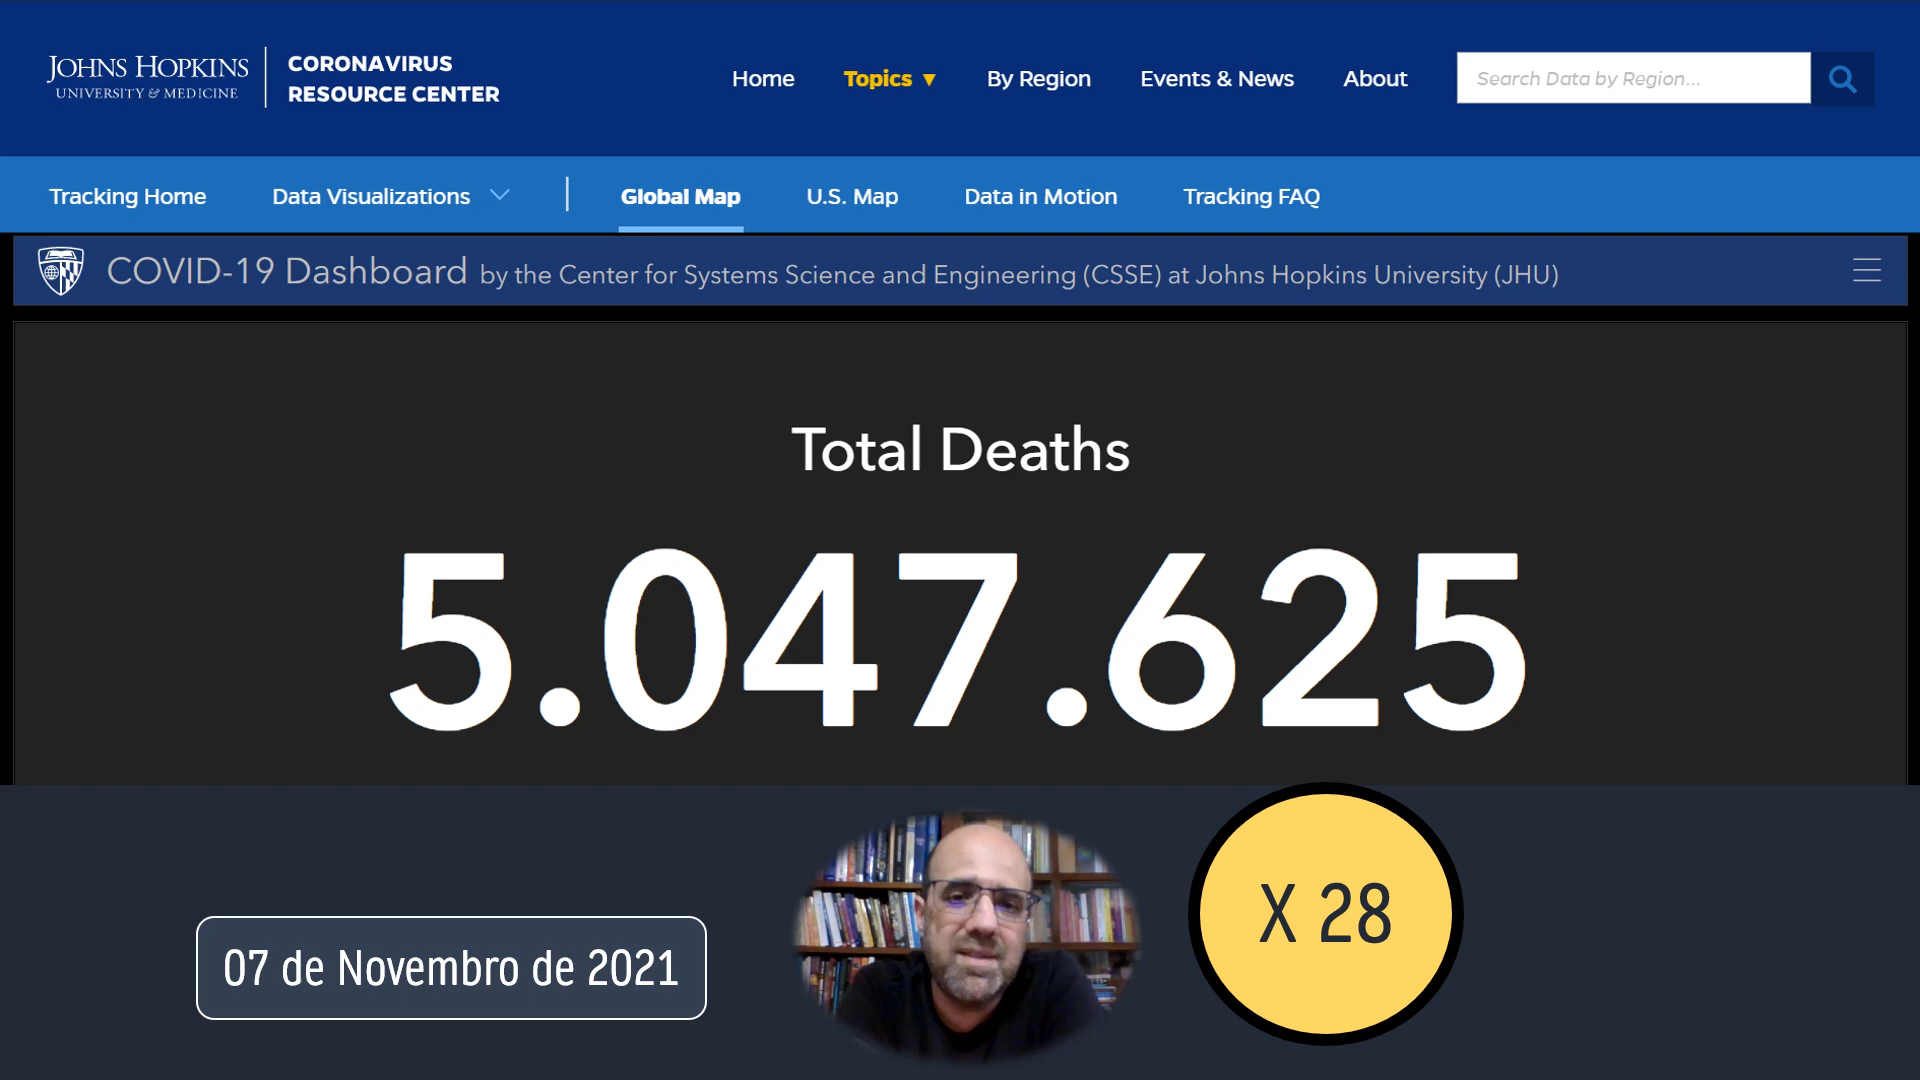 JOHNS HOPKINS
UNIVERSITY & MEDICINE
CORONAVIRUS
RESOURCE CENTER
Home
Topics ▼
By Region
Events & News
About
Search Data by Region...
Tracking Home
Data Visualizations
Global Map
U.S. Map
Data in Motion
Tracking FAQ
COVID-19 Dashboard by the Center for Systems Science and Engineering (CSSE) at Johns Hopkins University (JHU)
Total Deaths
5.047.625
X 28
07 de Novembro de 2021